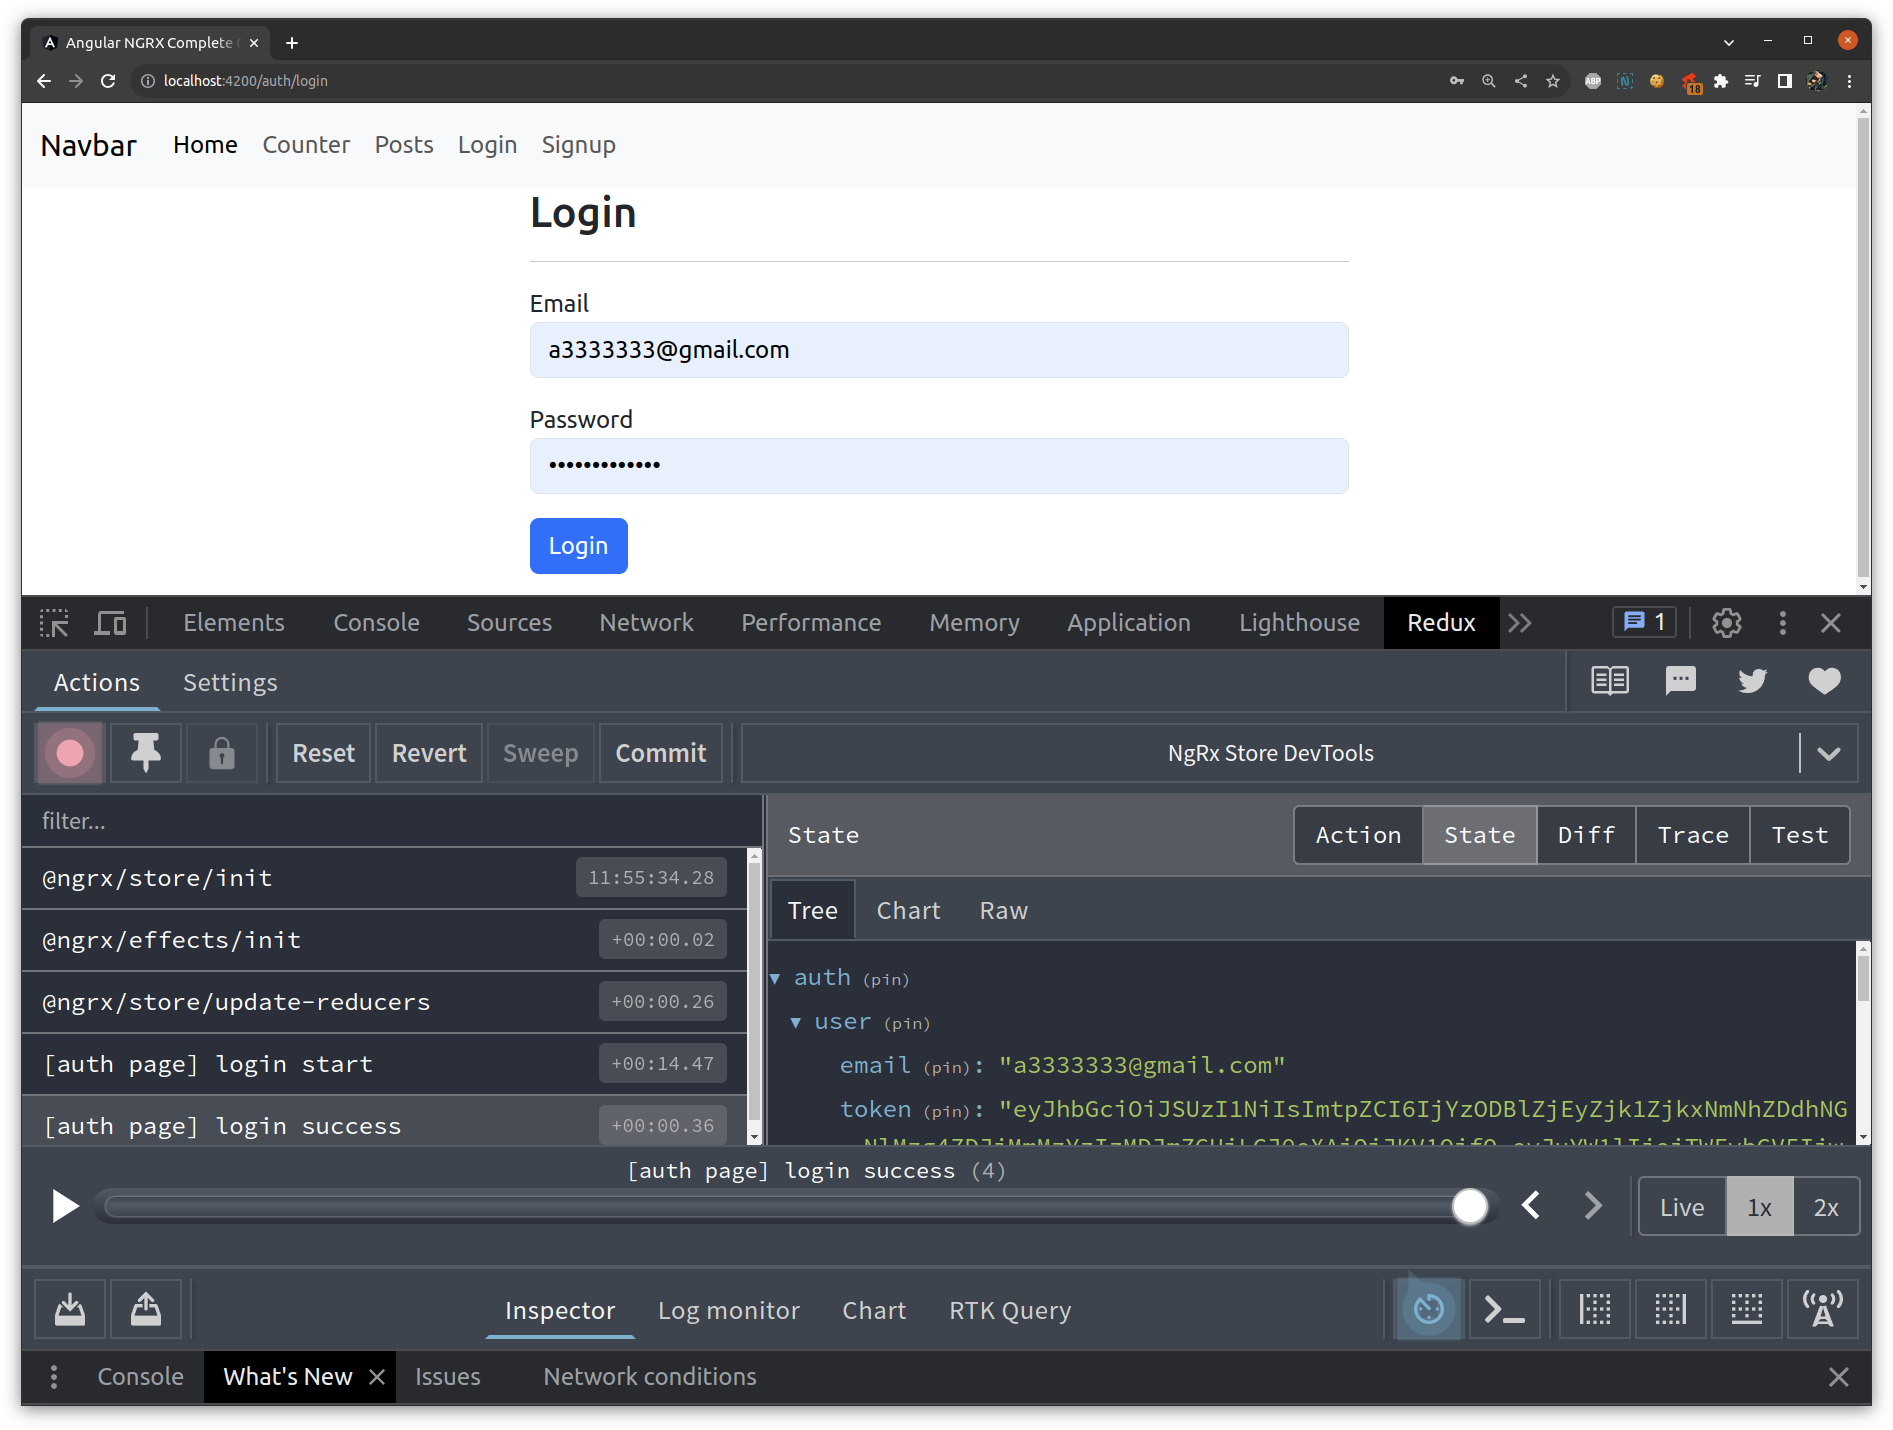 Angular NGRX Complete
localhost:4200/auth/login
ABP
N
18
Navbar Home Counter Posts Login Signup
Login
Email
a3333333@gmail.com
Password
•••••••••••••
Login
Elements Console Sources Network Performance Memory Application Lighthouse Redux 1
Actions Settings
Reset Revert Sweep Commit NgRx Store DevTools
filter...
State Action State Diff Trace Test
@ngrx/store/init 11:55:34.28
Tree Chart Raw
@ngrx/effects/init +00:00.02
auth (pin)
@ngrx/store/update-reducers +00:00.26
user (pin)
[auth page] login start +00:14.47
email (pin): "a3333333@gmail.com"
[auth page] login success +00:00.36
token (pin): "eyJhbGciOiJSUzI1NiIsImtpZCI6IjYzODBlZjEyZjk1ZjkxNmNhZDdhNG
[auth page] login success (4)
Live 1x 2x
Inspector Log monitor Chart RTK Query
Console What's New Issues Network conditions